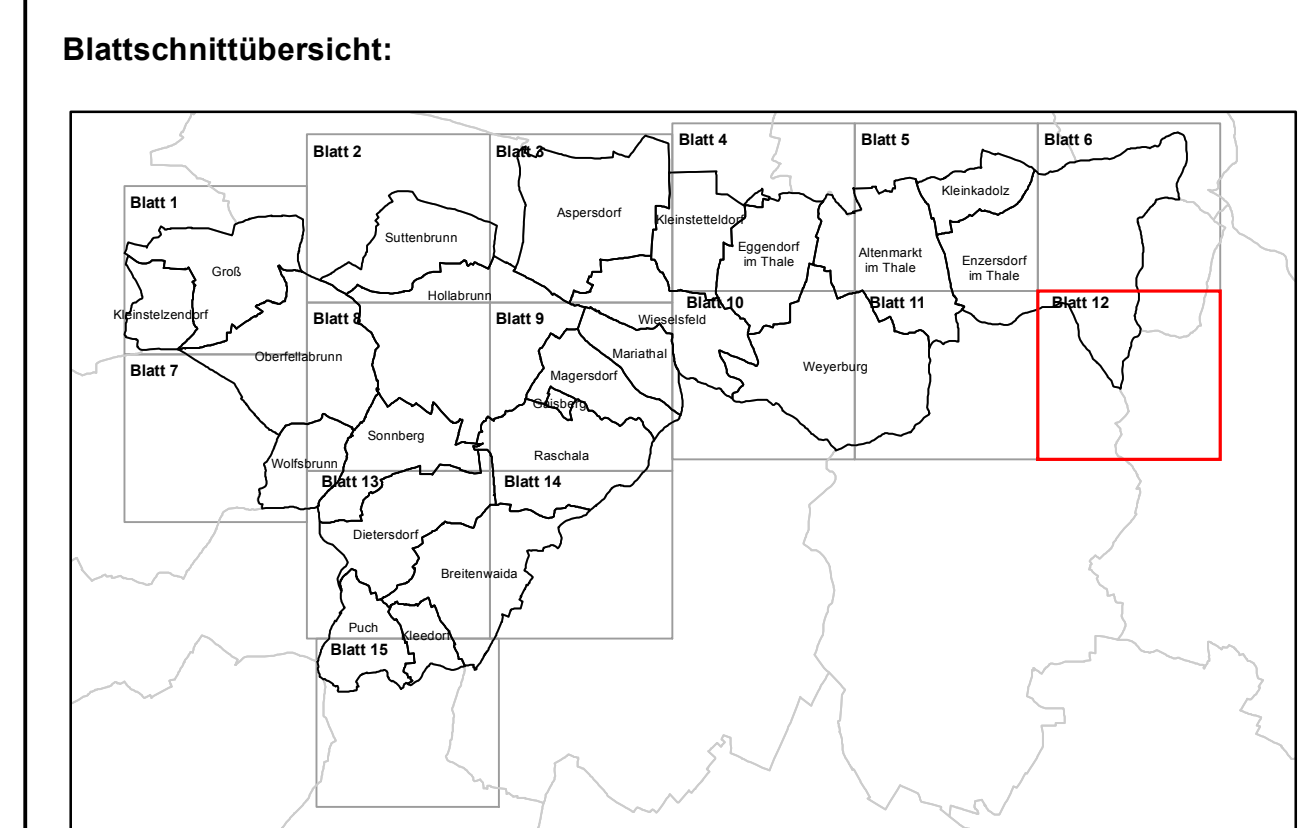 Blattschnittübersicht:
Blatt 4
Blatt 5
Blatt 6
Blatt 2
Blatt 3
Kleinkadolz
Blatt 1
Aspersdorf
Kleinstetteldorf
Suttenbrunn
Eggendorf
im Thale
Altenmarkt
im Thale
Enzersdorf
im Thale
Groß
Hollabrunn
Blatt 10
Blatt 11
Blatt 12
Kleinstelzendorf
Blatt 8
Blatt 9
Wieselsfeld
Oberfellabrunn
Mariathal
Blatt 7
Magersdorf
Weyerburg
Gaisberg
Sonnberg
Raschala
Wolfsbrunn
Blatt 13
Blatt 14
Dietersdorf
Breitenwaida
Puch
Kleedorf
Blatt 15